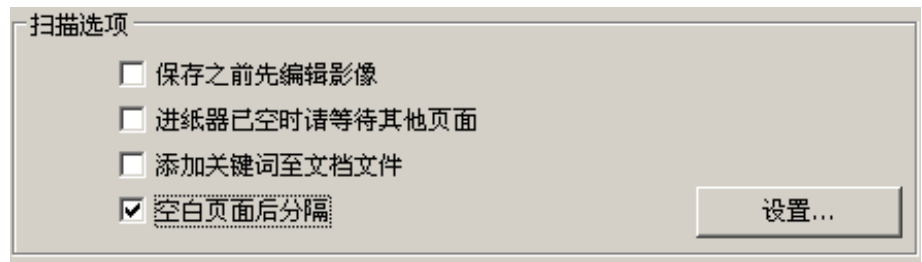 扫描选项
保存之前先编辑影像
进纸器已空时请等待其他页面
添加关键词至文档文件
空白页面后分隔
设置...